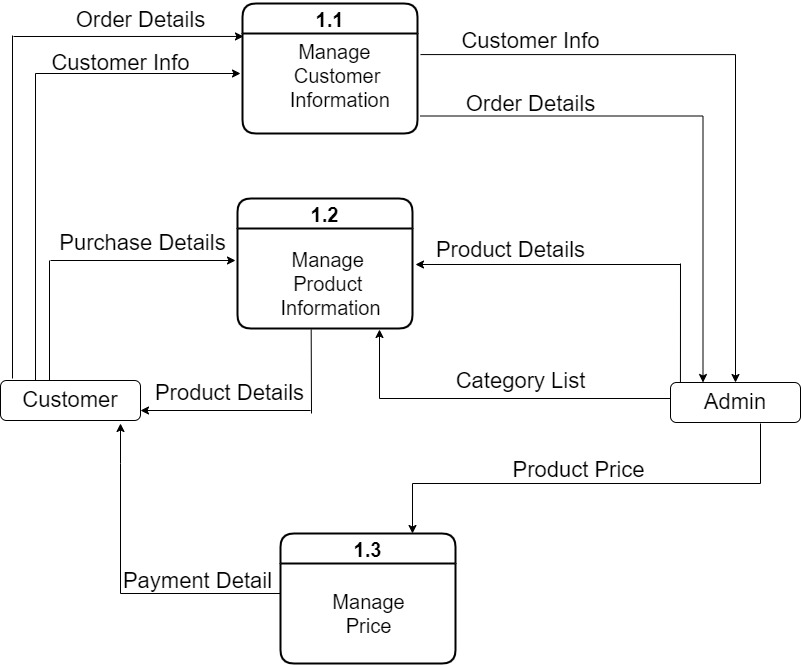 Order Details
1.1
Customer Info
Manage
Customer
Information
Customer Info
Order Details
1.2
Purchase Details
Manage
Product
Information
Product Details
Customer
Product Details
Category List
Admin
Product Price
1.3
Payment Detail
Manage
Price